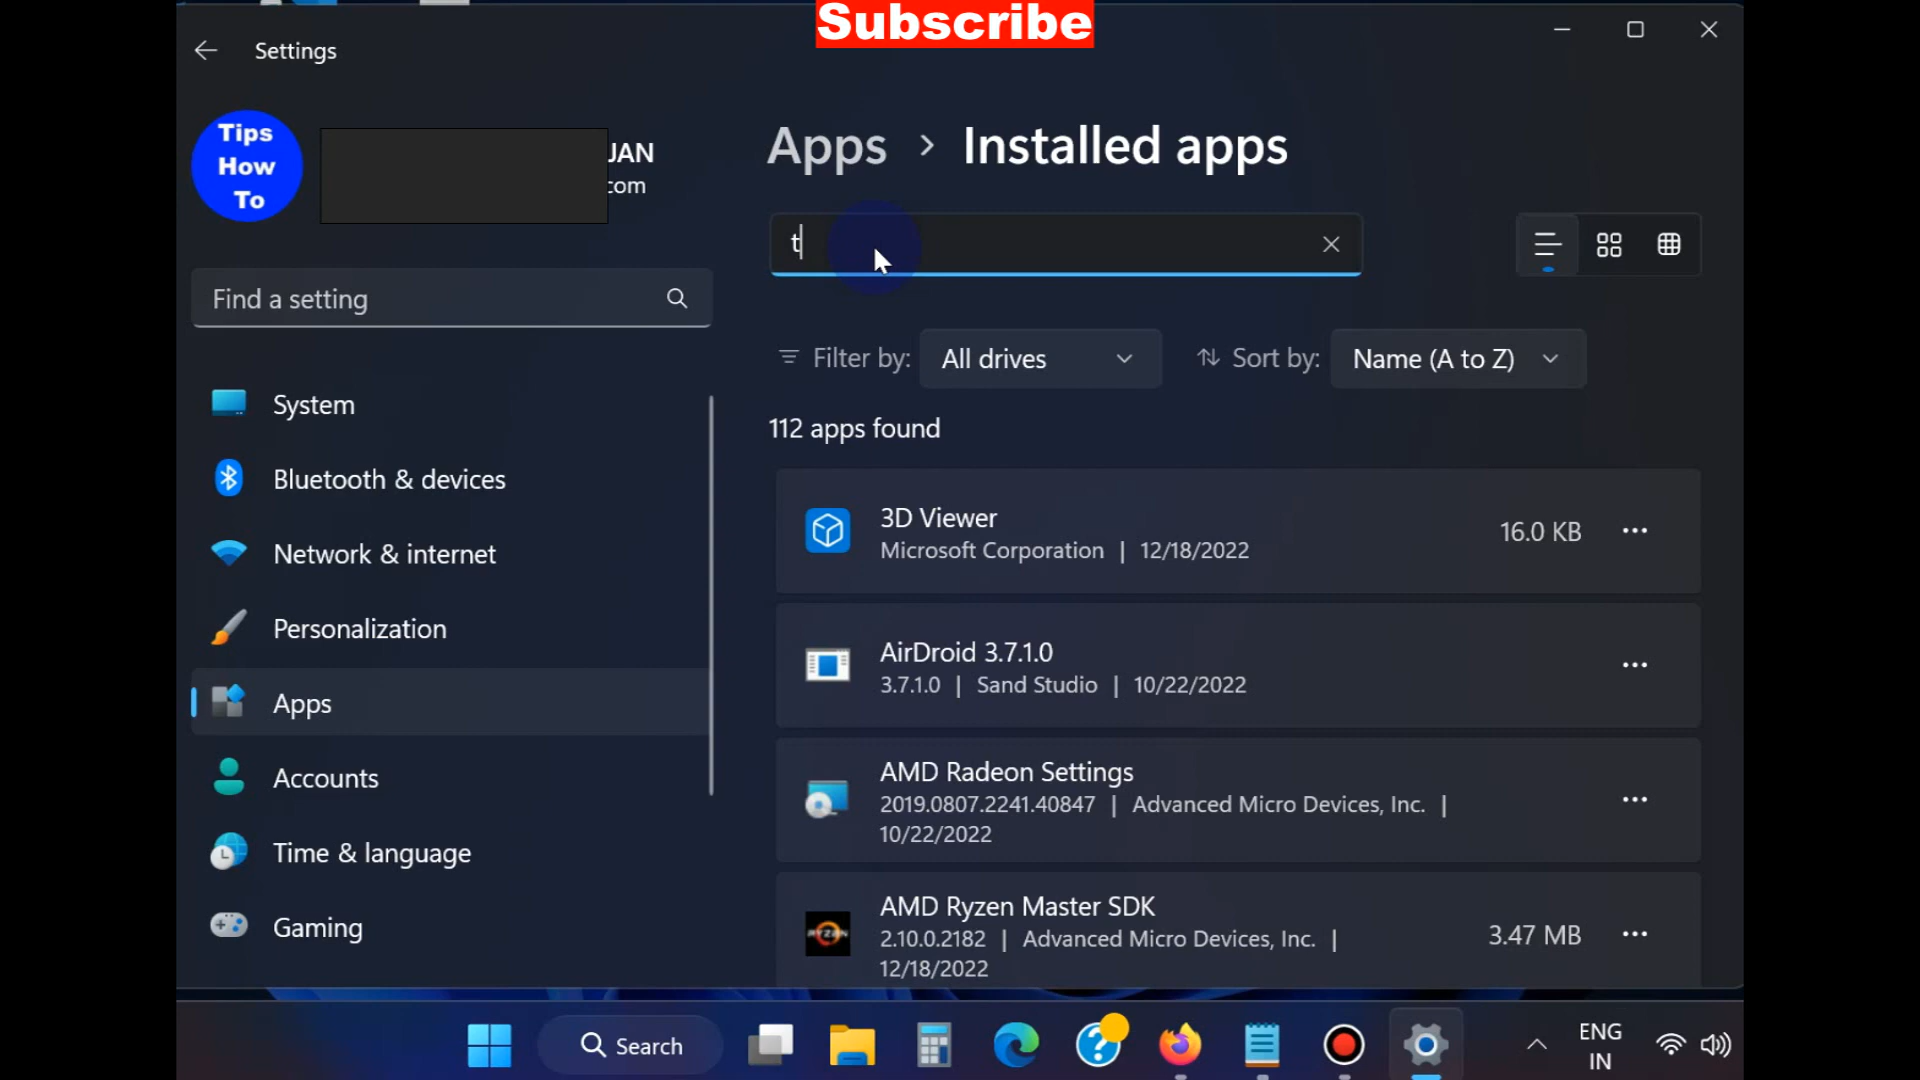 Subscribe
Settings
Tips
How
To
JAN
com
Apps > Installed apps
t
Find a setting
Filter by: All drives
Sort by: Name (A to Z)
112 apps found
System
Bluetooth & devices
Network & internet
Personalization
Apps
Accounts
Time & language
Gaming
3D Viewer
Microsoft Corporation | 12/18/2022
16.0 KB
AirDroid 3.7.1.0
3.7.1.0 | Sand Studio | 10/22/2022
AMD Radeon Settings
2019.0807.2241.40847 | Advanced Micro Devices, Inc. |
10/22/2022
AMD Ryzen Master SDK
2.10.0.2182 | Advanced Micro Devices, Inc. |
12/18/2022
3.47 MB
RYZEN
Search
ENG
IN